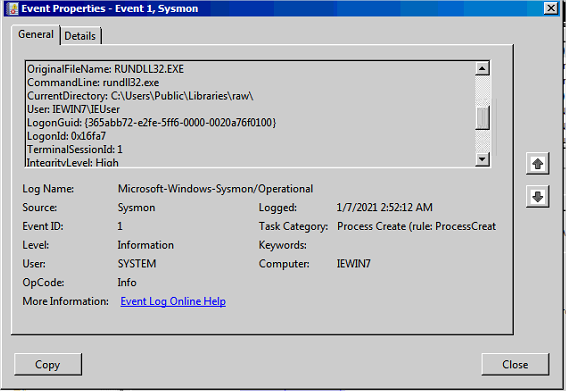 Event Properties - Event 1, Sysmon
General Details
OriginalFileName: RUNDLL32.EXE
CommandLine: rundll32.exe
CurrentDirectory: C:\Users\Public\Libraries\raw\
User: IEWIN7\IEUser
LogonGuid: {365abb72-e2fe-5ff6-0000-0020a76f0100}
LogonId: 0x16fa7
TerminalSessionId: 1
IntegrityLevel: High
Log Name: Microsoft-Windows-Sysmon/Operational
Source: Sysmon Logged: 1/7/2021 2:52:12 AM
Event ID: 1 Task Category: Process Create (rule: ProcessCreat
Level: Information Keywords:
User: SYSTEM Computer: IEWIN7
OpCode: Info
More Information: Event Log Online Help
Copy Close